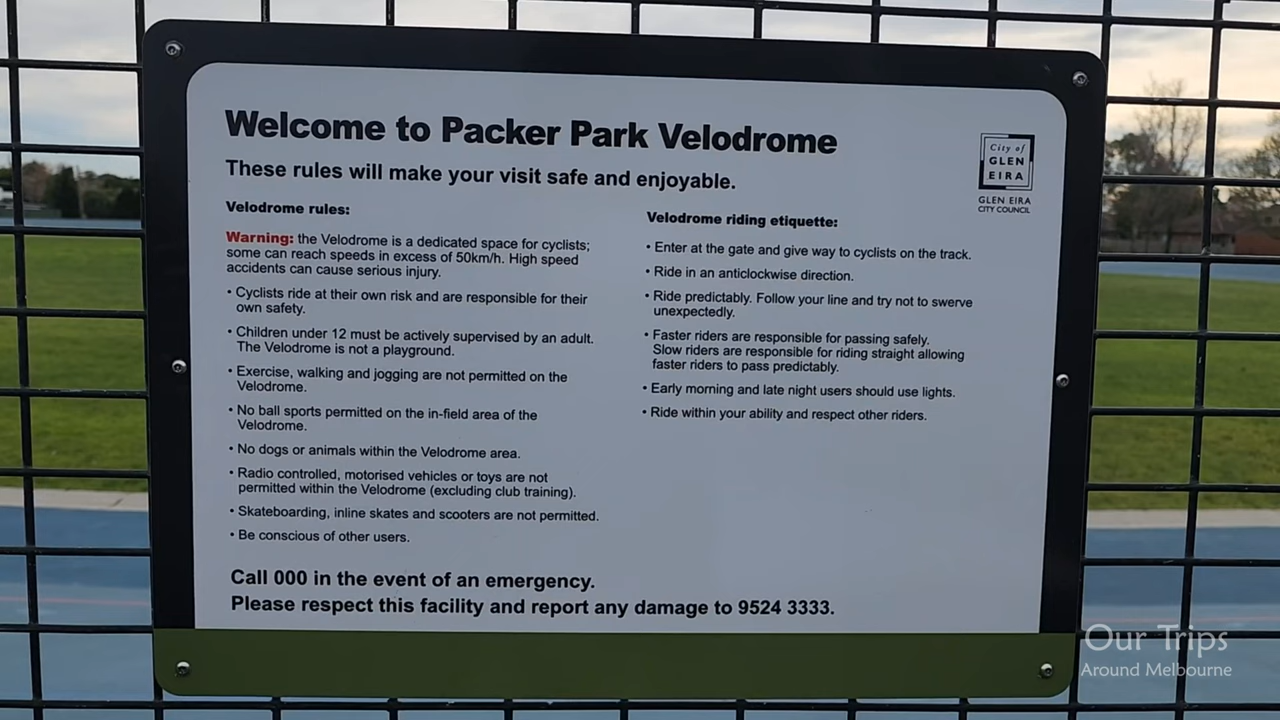 Welcome to Packer Park Velodrome
These rules will make your visit safe and enjoyable.
City of
GLEN
EIRA
GLEN EIRA
CITY COUNCIL
Velodrome rules:
Warning: the Velodrome is a dedicated space for cyclists;
some can reach speeds in excess of 50km/h. High speed
accidents can cause serious injury.
• Cyclists ride at their own risk and are responsible for their
own safety.
• Children under 12 must be actively supervised by an adult.
The Velodrome is not a playground.
• Exercise, walking and jogging are not permitted on the
Velodrome.
• No ball sports permitted on the in-field area of the
Velodrome.
• No dogs or animals within the Velodrome area.
• Radio controlled, motorised vehicles or toys are not
permitted within the Velodrome (excluding club training).
• Skateboarding, inline skates and scooters are not permitted.
• Be conscious of other users.
Velodrome riding etiquette:
• Enter at the gate and give way to cyclists on the track.
• Ride in an anticlockwise direction.
• Ride predictably. Follow your line and try not to swerve
unexpectedly.
• Faster riders are responsible for passing safely.
Slow riders are responsible for riding straight allowing
faster riders to pass predictably.
• Early morning and late night users should use lights.
• Ride within your ability and respect other riders.
Call 000 in the event of an emergency.
Please respect this facility and report any damage to 9524 3333.
Our Trips
Around Melbourne